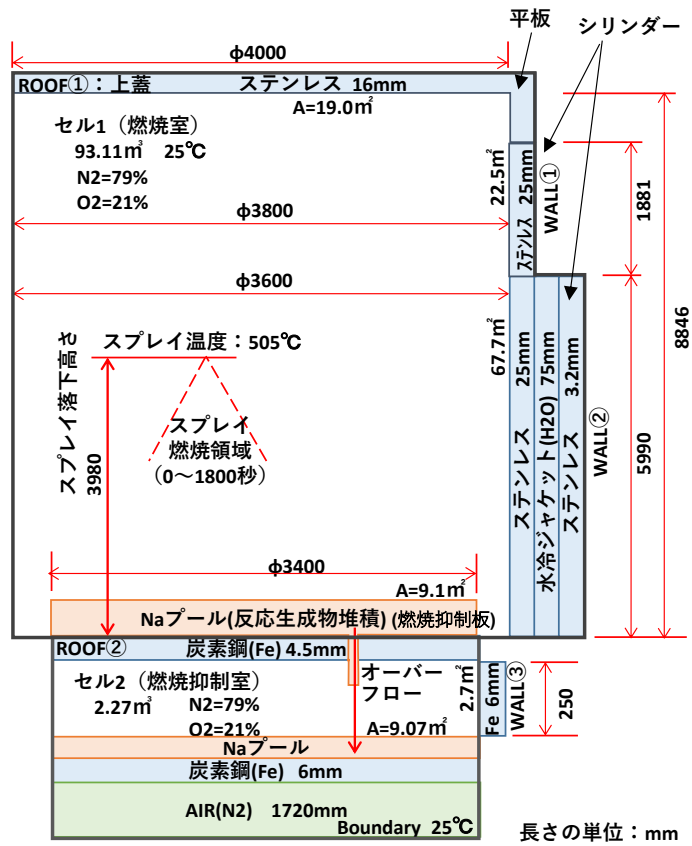 平板
シリンダー
φ4000
ROOF①：上蓋 ステンレス 16mm
A=19.0㎡
セル1（燃焼室）
93.11㎥ 25℃
N2=79%
O2=21%
22.5㎡
ステンレス 25mm
WALL①
1881
φ3800
φ3600
8846
スプレイ温度：505℃
スプレイ落下高さ
3980
スプレイ
燃焼領域
（0～1800秒）
67.7㎡
ステンレス 25mm
水冷ジャケット(H2O) 75mm
ステンレス 3.2mm
WALL②
5990
φ3400
A=9.1㎡
Naプール(反応生成物堆積) (燃焼抑制板)
ROOF② 炭素鋼(Fe) 4.5mm
セル2（燃焼抑制室）
2.27㎥ N2=79%
O2=21%
オーバー
フロー
A=9.07㎡
2.7㎡
Fe 6mm
WALL③
250
Naプール
炭素鋼(Fe) 6mm
AIR(N2) 1720mm
Boundary 25℃
長さの単位：mm